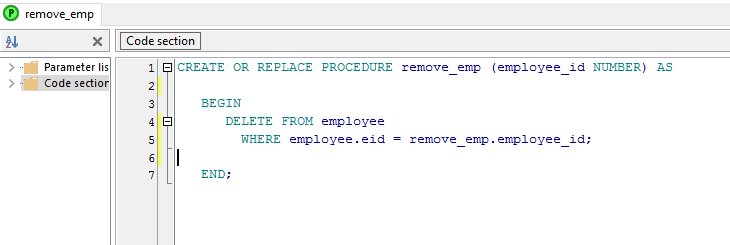 P remove_emp
A Z Code section
Parameter lis
Code section
1 CREATE OR REPLACE PROCEDURE remove_emp (employee_id NUMBER) AS
2
3 BEGIN
4 DELETE FROM employee
5 WHERE employee.eid = remove_emp.employee_id;
6
7 END;